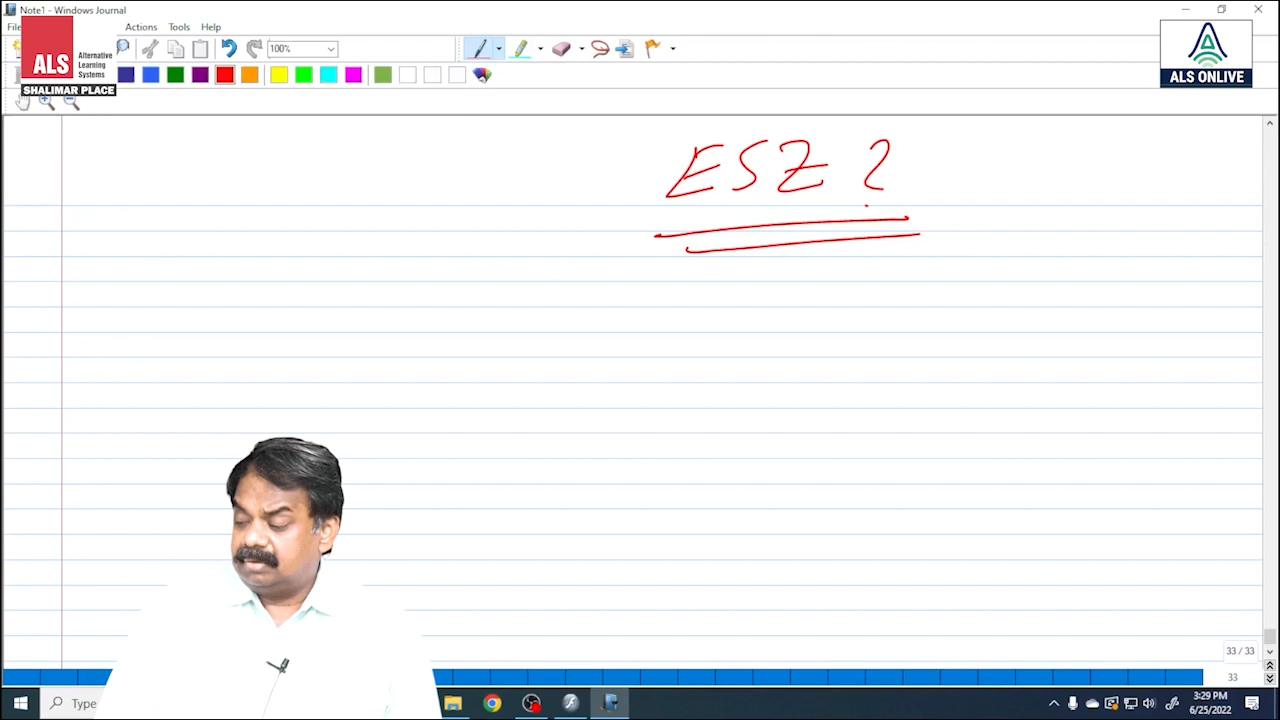 Note1 - Windows Journal
File Actions Tools Help
ALS
Alternative
Learning
Systems
SHALIMAR PLACE
100%
ALS ONLIVE
ESZ ?
33 / 33
33
Type
3:29 PM
6/25/2022